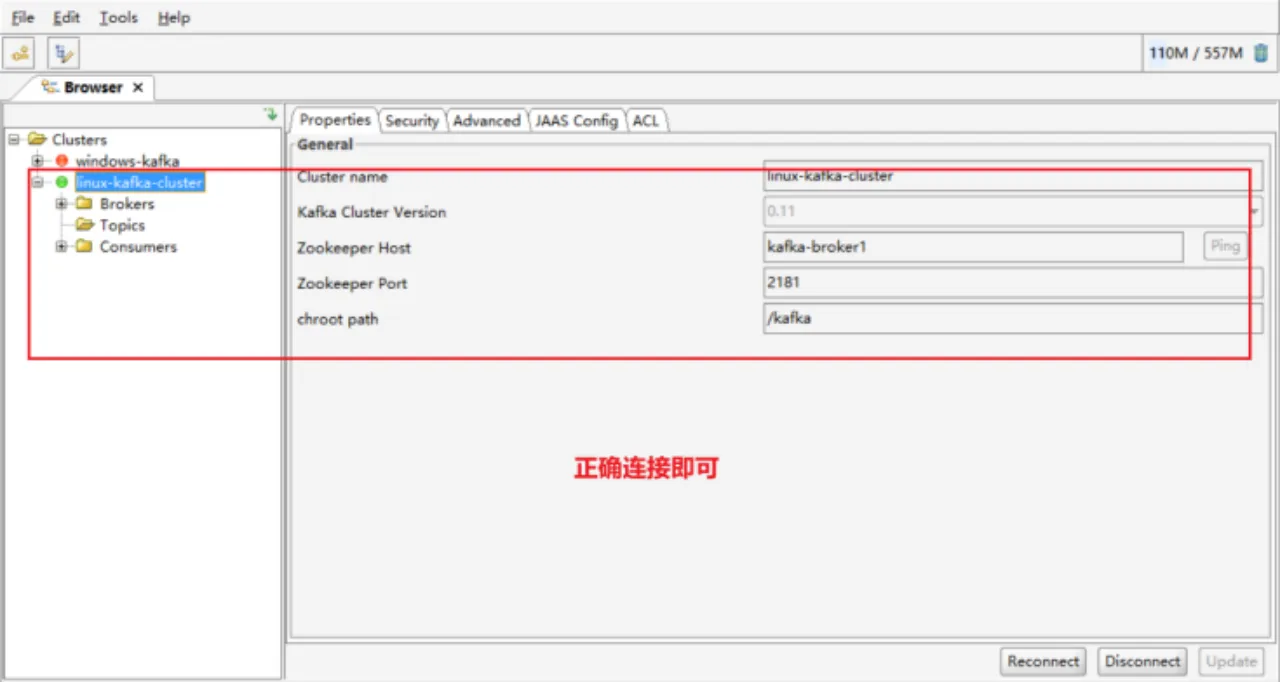 File Edit Tools Help
110M / 557M
Browser
Properties Security Advanced JAAS Config ACL
Clusters
windows-kafka
linux-kafka-cluster
Brokers
Topics
Consumers
General
Cluster name linux-kafka-cluster
Kafka Cluster Version 0.11
Zookeeper Host kafka-broker1 Ping
Zookeeper Port 2181
chroot path /kafka
正确连接即可
Reconnect Disconnect Update